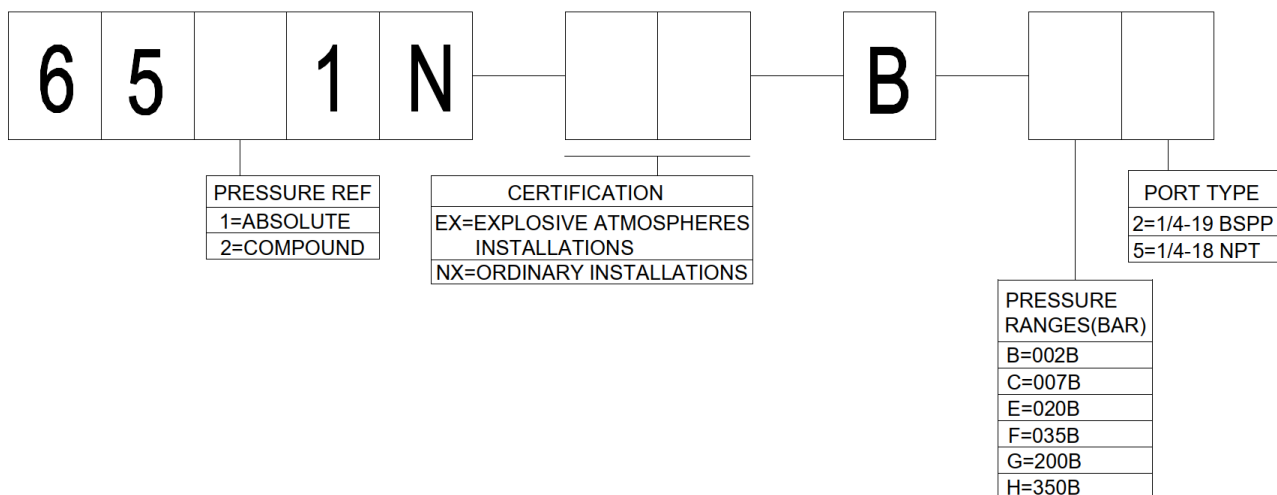 6 5 1 N B
PRESSURE REF
1=ABSOLUTE
2=COMPOUND
CERTIFICATION
EX=EXPLOSIVE ATMOSPHERES
INSTALLATIONS
NX=ORDINARY INSTALLATIONS
PORT TYPE
2=1/4-19 BSPP
5=1/4-18 NPT
PRESSURE
RANGES(BAR)
B=002B
C=007B
E=020B
F=035B
G=200B
H=350B